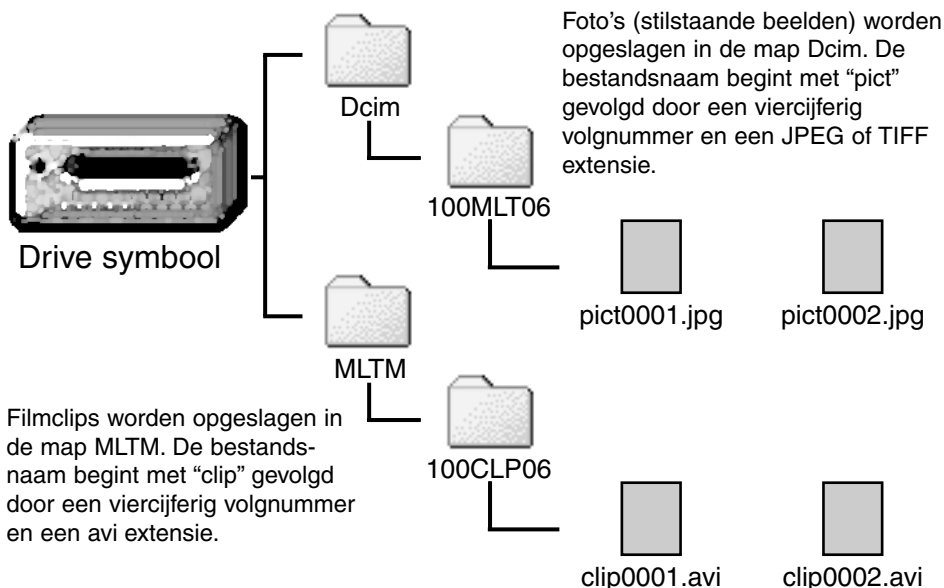 Foto's (stilstaande beelden) worden
opgeslagen in de map Dcim. De
bestandsnaam begint met “pict”
gevolgd door een viercijferig
volgnummer en een JPEG of TIFF
extensie.
Dcim
100MLT06
Drive symbool
pict0001.jpg
pict0002.jpg
MLTM
Filmclips worden opgeslagen in
de map MLTM. De bestands-
naam begint met “clip” gevolgd
door een viercijferig volgnummer
en een avi extensie.
100CLP06
clip0001.avi
clip0002.avi